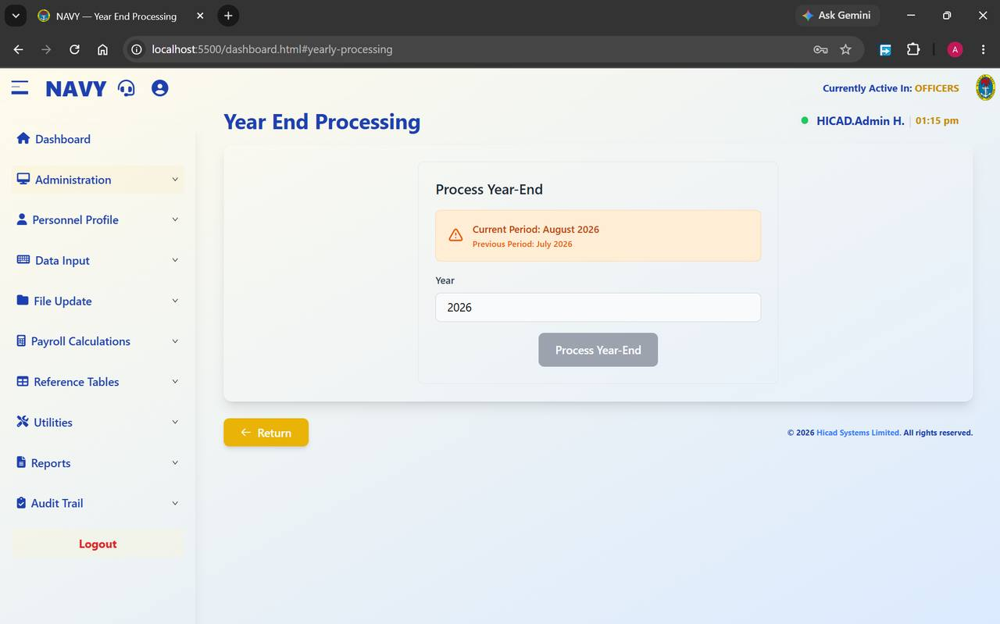 NAVY — Year End Processing
Ask Gemini
localhost:5500/dashboard.html#yearly-processing
A
NAVY
Currently Active In: OFFICERS
Year End Processing
HICAD.Admin H. | 01:15 pm
Dashboard
Administration
Personnel Profile
Data Input
File Update
Payroll Calculations
Reference Tables
Utilities
Reports
Audit Trail
Logout
Process Year-End
Current Period: August 2026
Previous Period: July 2026
Year
2026
Process Year-End
Return
© 2026 Hicad Systems Limited. All rights reserved.